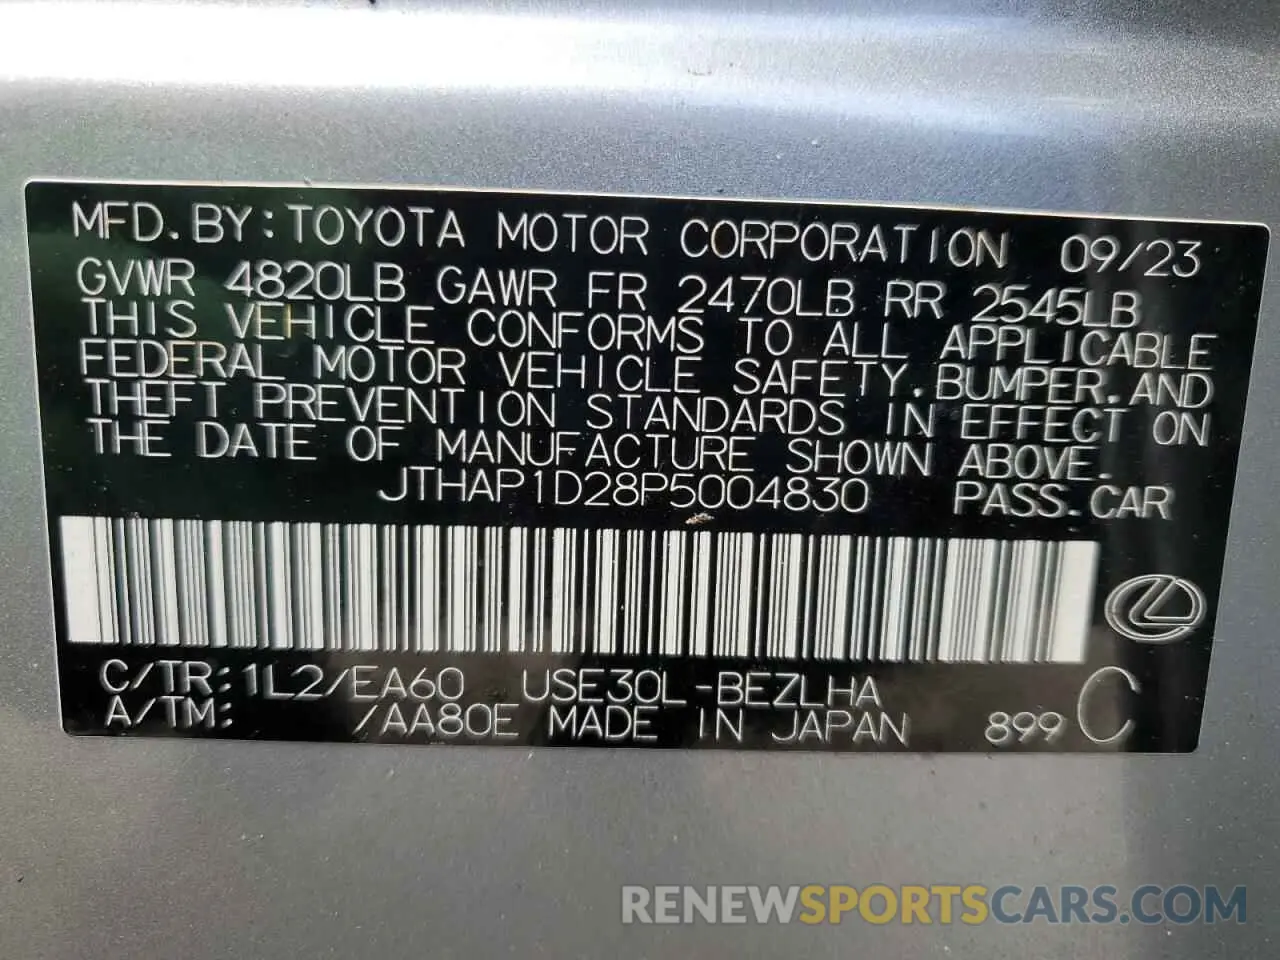 MFD. BY: TOYOTA MOTOR CORPORATION 09/23
GVWR 4820LB GAWR FR 2470LB RR 2545LB
THIS VEHICLE CONFORMS TO ALL APPLICABLE
FEDERAL MOTOR VEHICLE SAFETY. BUMPER. AND
THEFT PREVENTION STANDARDS IN EFFECT ON
THE DATE OF MANUFACTURE SHOWN ABOVE.
JTHAP1D28P5004830 PASS. CAR
C/TR: 1L2/EA60 USE30L-BEZLHA
A/TM: /AA80E MADE IN JAPAN 899 C
RENEWSPORTSCARS.COM